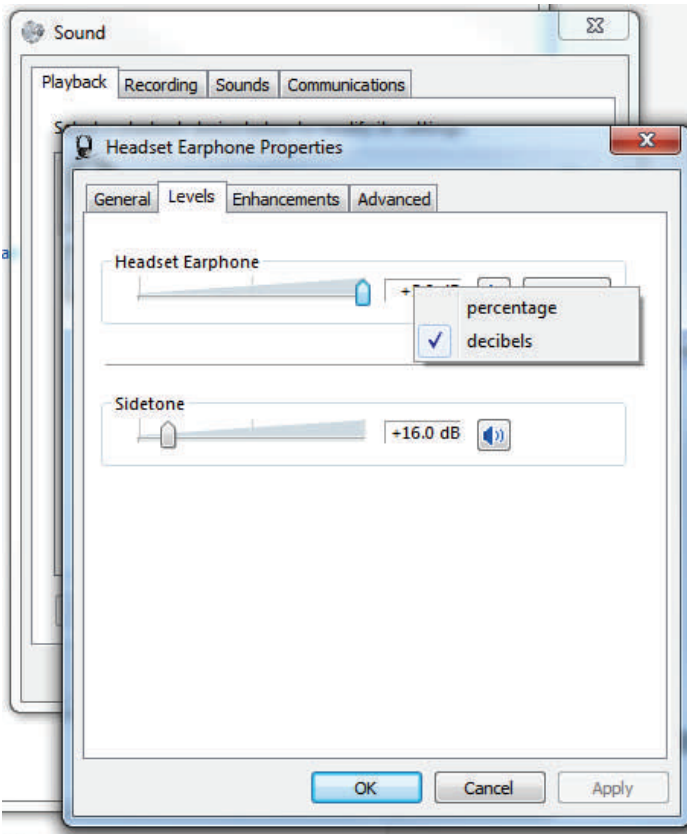 Sound
Playback Recording Sounds Communications
Headset Earphone Properties
General Levels Enhancements Advanced
Headset Earphone
percentage
decibels
Sidetone
+16.0 dB
OK Cancel Apply